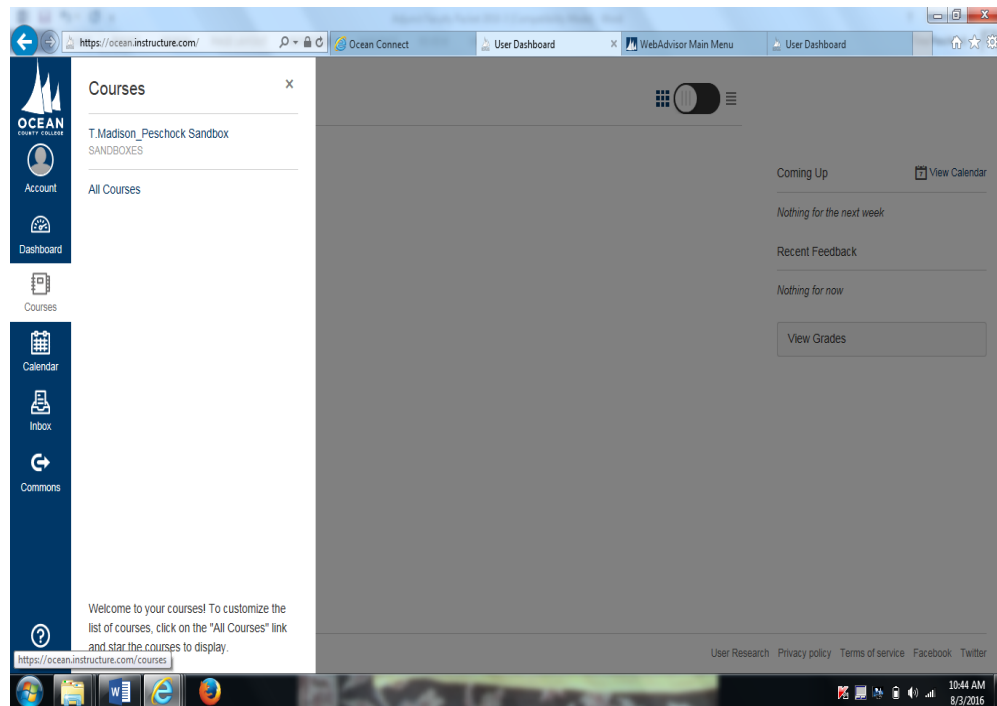 https://ocean.instructure.com/
Ocean Connect
User Dashboard
WebAdvisor Main Menu
User Dashboard
OCEAN
COUNTY COLLEGE
Account
Dashboard
Courses
Calendar
Inbox
Commons
Courses
T.Madison_Peschock Sandbox
SANDBOXES
All Courses
Welcome to your courses! To customize the
list of courses, click on the "All Courses" link
and star the courses to display.
Coming Up
View Calendar
Nothing for the next week
Recent Feedback
Nothing for now
View Grades
User Research Privacy policy Terms of service Facebook Twitter
https://ocean.instructure.com/courses
10:44 AM
8/3/2016